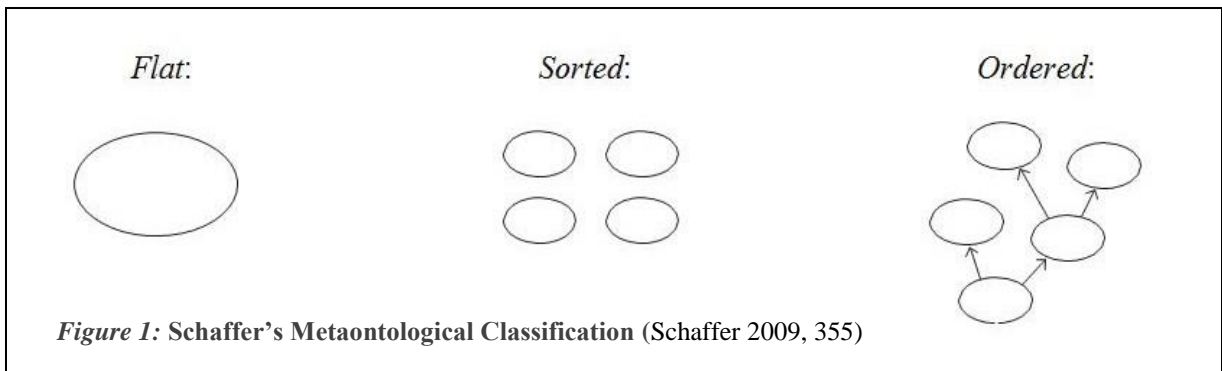 Flat: Sorted: Ordered:
Figure 1: Schaffer’s Metaontological Classification (Schaffer 2009, 355)